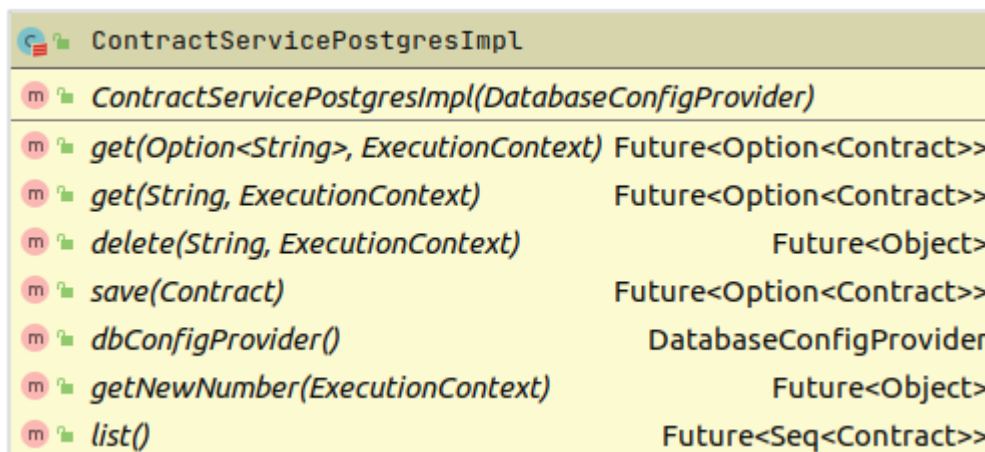 ContractServicePostgresImpl
ContractServicePostgresImpl(DatabaseConfigProvider)
get(Option<String>, ExecutionContext) Future<Option<Contract>>
get(String, ExecutionContext) Future<Option<Contract>>
delete(String, ExecutionContext) Future<Object>
save(Contract) Future<Option<Contract>>
dbConfigProvider() DatabaseConfigProvider
getNewNumber(ExecutionContext) Future<Object>
list() Future<Seq<Contract>>